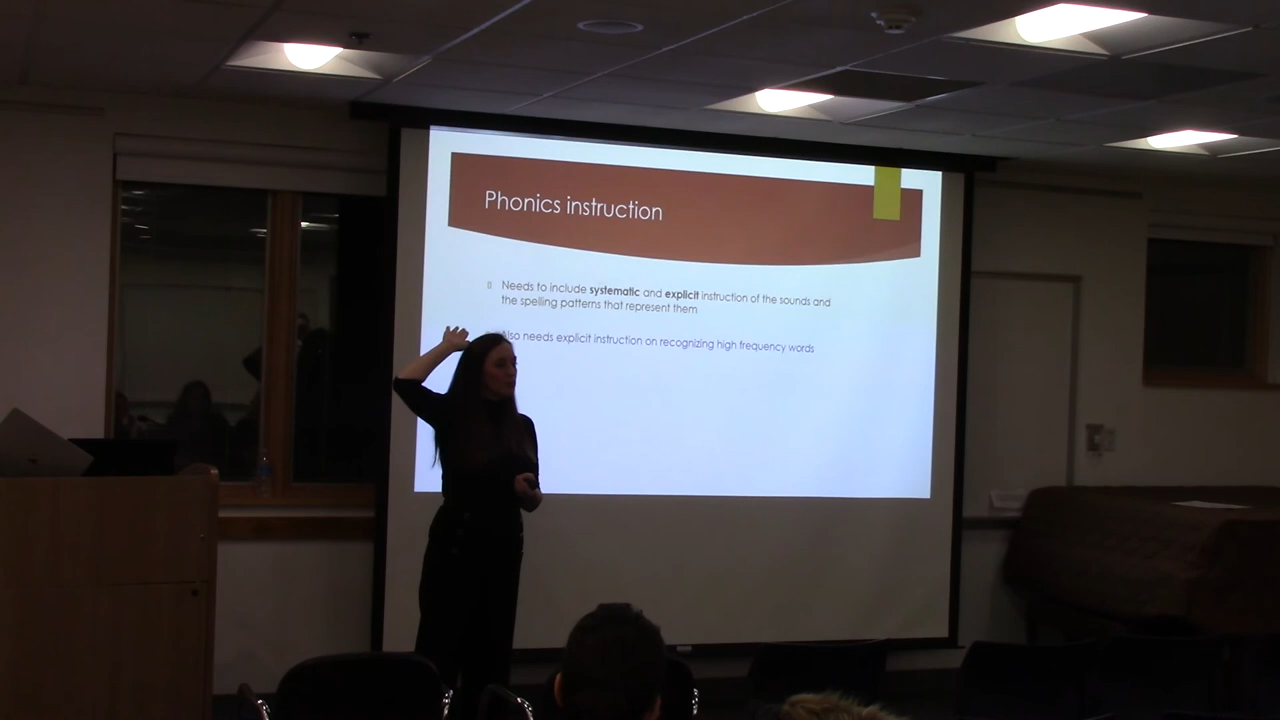 Phonics instruction
Needs to include systematic and explicit instruction of the sounds and
the spelling patterns that represent them
Also needs explicit instruction on recognizing high frequency words